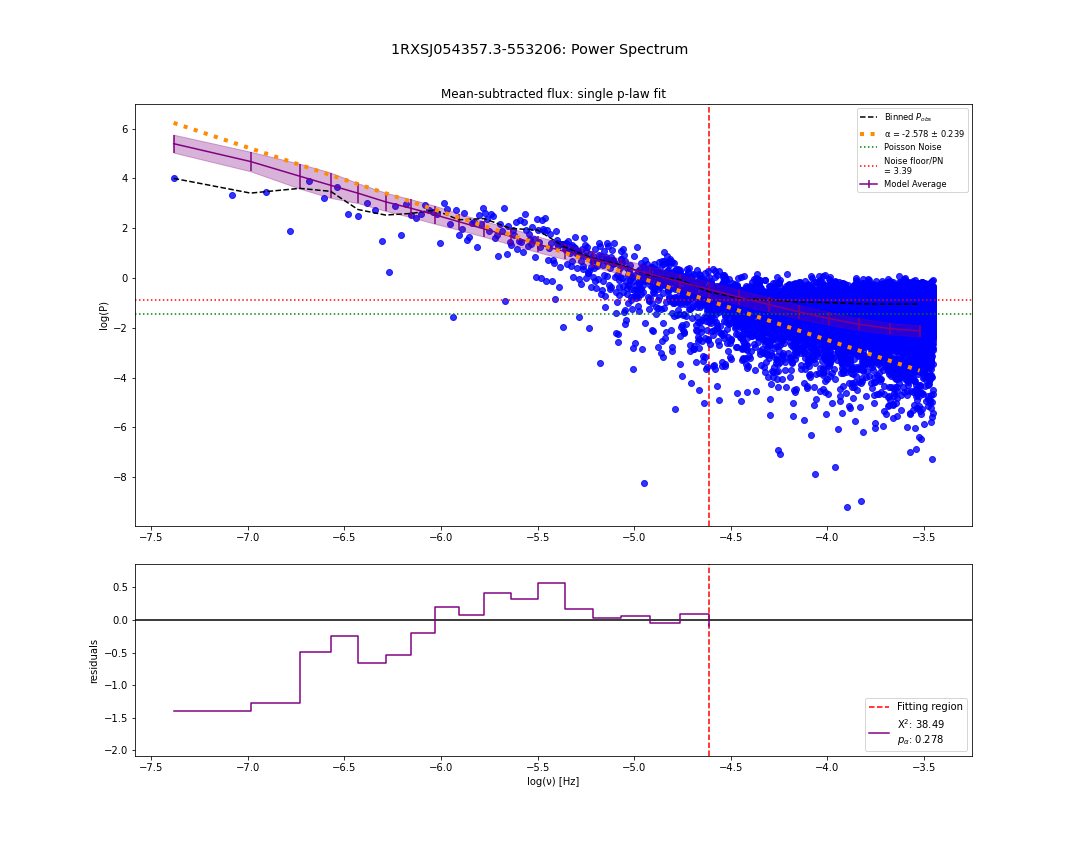 1RXSJ054357.3-553206: Power Spectrum
Mean-subtracted flux: single p-law fit
Binned P_obs
α = -2.578 ± 0.239
Poisson Noise
Noise floor/PN
= 3.39
Model Average
log(P)
6
4
2
0
−2
−4
−6
−8
−7.5 −7.0 −6.5 −6.0 −5.5 −5.0 −4.5 −4.0 −3.5
residuals
0.5
0.0
−0.5
−1.0
−1.5
−2.0
Fitting region
X²: 38.49
p_α: 0.278
−7.5 −7.0 −6.5 −6.0 −5.5 −5.0 −4.5 −4.0 −3.5
log(ν) [Hz]